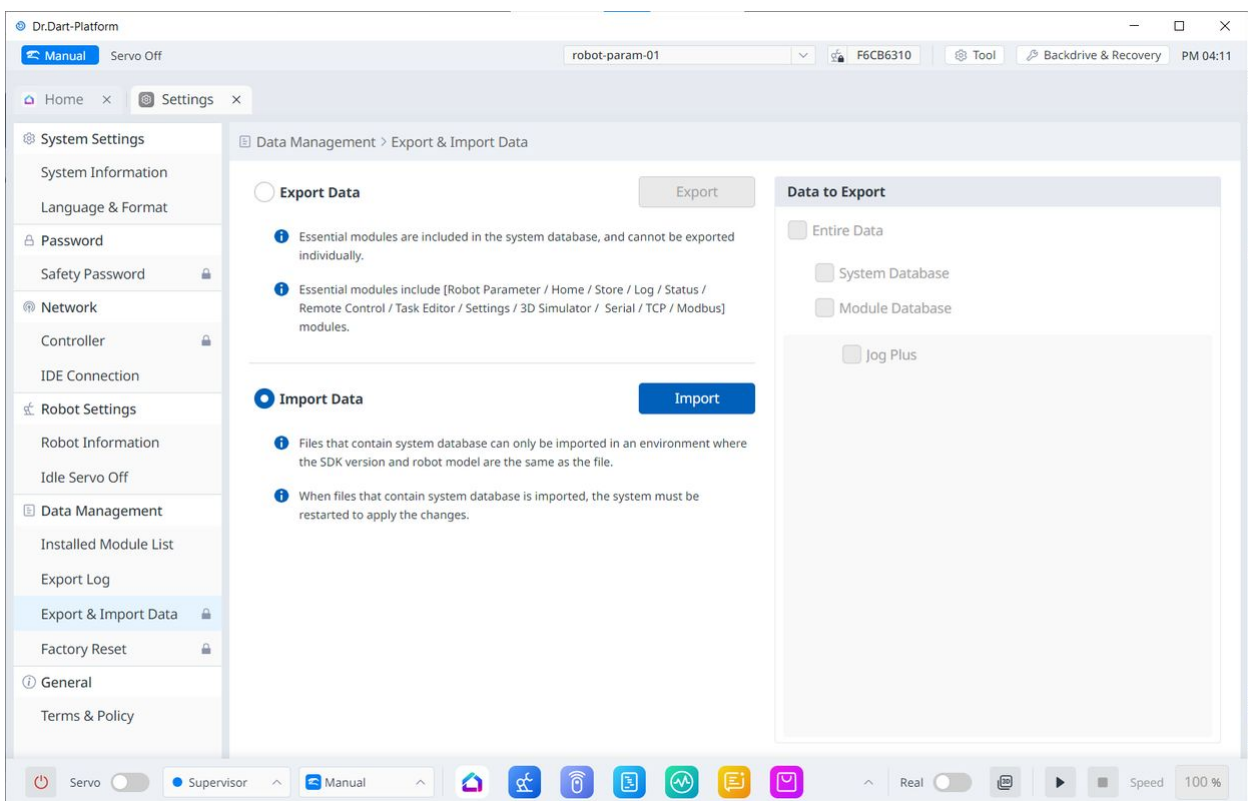 Dr.Dart-Platform
Manual Servo Off robot-param-01 F6CB6310 Tool Backdrive & Recovery PM 04:11
Home Settings
System Settings
System Information
Language & Format
Password
Safety Password
Network
Controller
IDE Connection
Robot Settings
Robot Information
Idle Servo Off
Data Management
Installed Module List
Export Log
Export & Import Data
Factory Reset
General
Terms & Policy
Data Management > Export & Import Data
Export Data Export
Essential modules are included in the system database, and cannot be exported
individually.
Essential modules include [Robot Parameter / Home / Store / Log / Status /
Remote Control / Task Editor / Settings / 3D Simulator / Serial / TCP / Modbus]
modules.
Import Data Import
Files that contain system database can only be imported in an environment where
the SDK version and robot model are the same as the file.
When files that contain system database is imported, the system must be
restarted to apply the changes.
Data to Export
Entire Data
System Database
Module Database
Jog Plus
Servo Supervisor Manual Real Speed 100 %